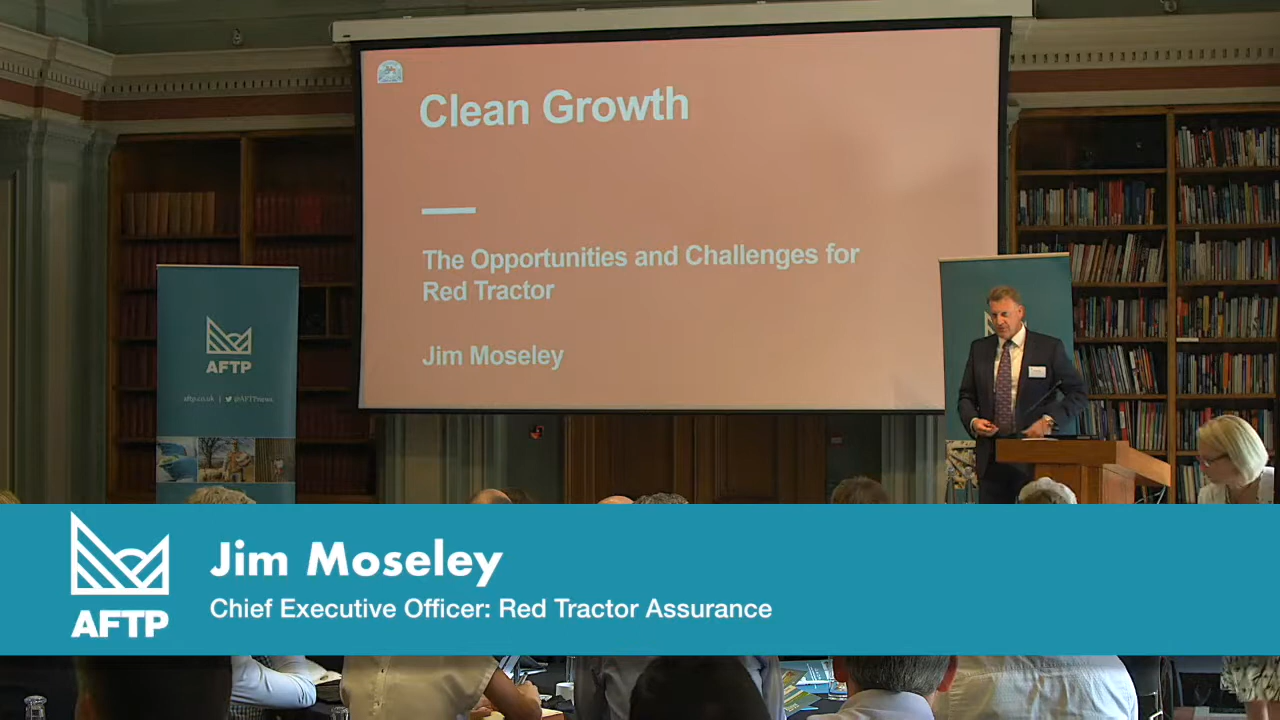 Clean Growth
The Opportunities and Challenges for
Red Tractor
Jim Moseley
AFTP
aftp.co.uk | @AFTPnews
Jim Moseley
Chief Executive Officer: Red Tractor Assurance
AFTP